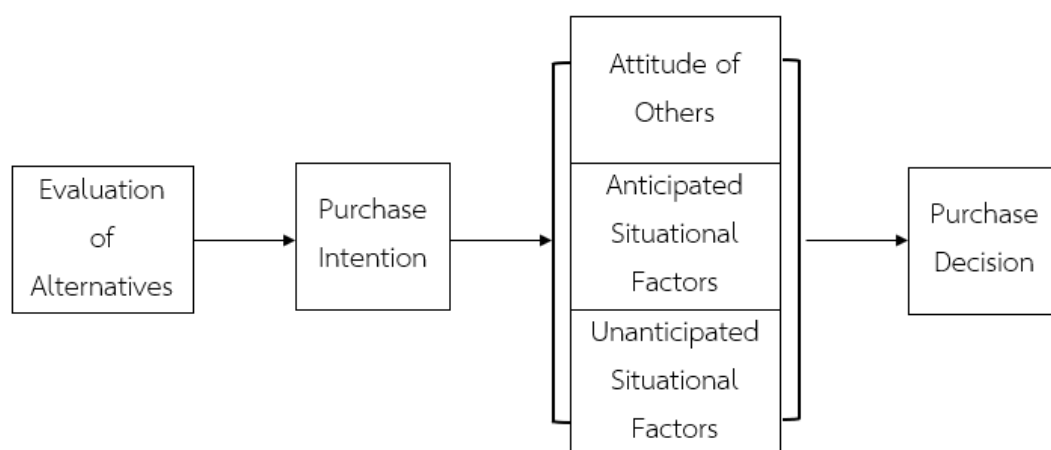 Evaluation
of
Alternatives
Purchase
Intention
Attitude of
Others
Anticipated
Situational
Factors
Unanticipated
Situational
Factors
Purchase
Decision